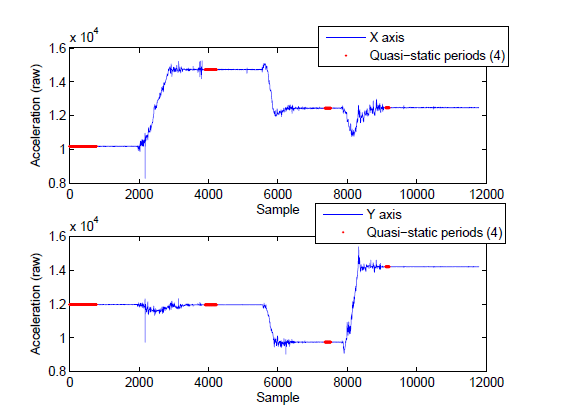 x 10^4
X axis
Quasi−static periods (4)
1.6
1.4
1.2
1
0.8
Acceleration (raw)
0 2000 4000 6000 8000 10000 12000
Sample
x 10^4
Y axis
Quasi−static periods (4)
1.6
1.4
1.2
1
0.8
Acceleration (raw)
0 2000 4000 6000 8000 10000 12000
Sample